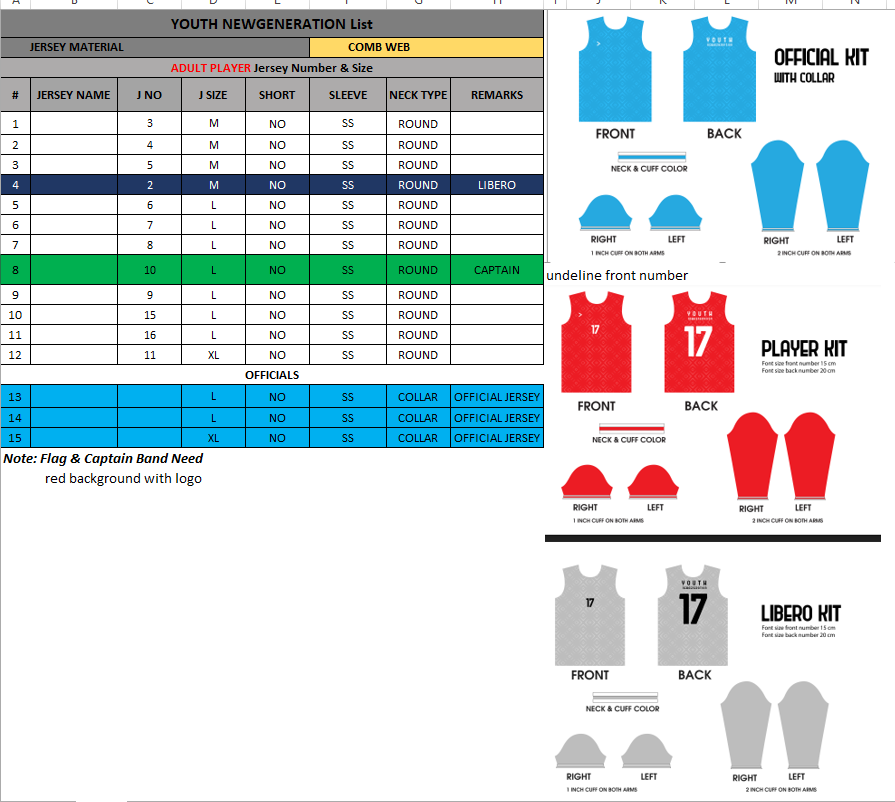 A B C D E F G H I J K L M N
YOUTH NEWGENERATION List
JERSEY MATERIAL COMB WEB
ADULT PLAYER Jersey Number & Size
# JERSEY NAME J NO J SIZE SHORT SLEEVE NECK TYPE REMARKS
1 3 M NO SS ROUND
2 4 M NO SS ROUND
3 5 M NO SS ROUND
4 2 M NO SS ROUND LIBERO
5 6 L NO SS ROUND
6 7 L NO SS ROUND
7 8 L NO SS ROUND
8 10 L NO SS ROUND CAPTAIN
9 9 L NO SS ROUND
10 15 L NO SS ROUND
11 16 L NO SS ROUND
12 11 XL NO SS ROUND
OFFICIALS
13 L NO SS COLLAR OFFICIAL JERSEY
14 L NO SS COLLAR OFFICIAL JERSEY
15 XL NO SS COLLAR OFFICIAL JERSEY
Note: Flag & Captain Band Need
red background with logo
YOUTH
NEWGENERATION
OFFICIAL KIT
WITH COLLAR
FRONT BACK
NECK & CUFF COLOR
RIGHT LEFT
1 INCH CUFF ON BOTH ARMS
RIGHT LEFT
2 INCH CUFF ON BOTH ARMS
undeline front number
17
YOUTH
NEWGENERATION
17
PLAYER KIT
Font size front number 15 cm
Font size back number 20 cm
FRONT BACK
NECK & CUFF COLOR
RIGHT LEFT
1 INCH CUFF ON BOTH ARMS
RIGHT LEFT
2 INCH CUFF ON BOTH ARMS
17
YOUTH
NEWGENERATION
17
LIBERO KIT
Font size front number 15 cm
Font size back number 20 cm
FRONT BACK
NECK & CUFF COLOR
RIGHT LEFT
1 INCH CUFF ON BOTH ARMS
RIGHT LEFT
2 INCH CUFF ON BOTH ARMS